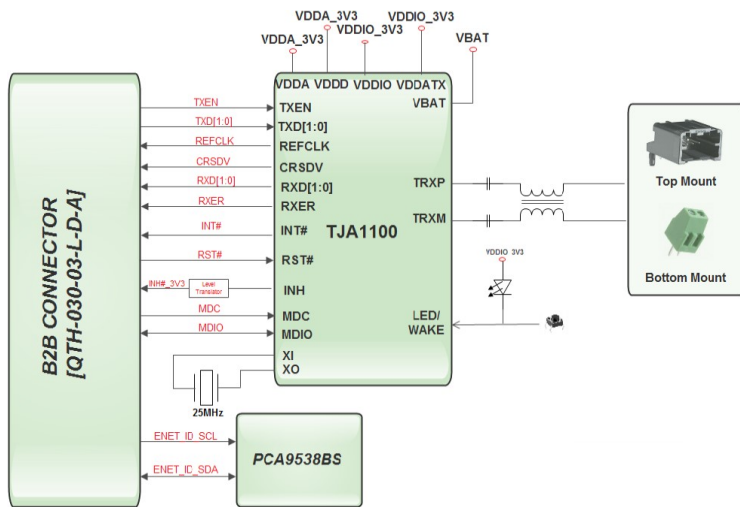 VDDA_3V3
VDDA_3V3
VDDIO_3V3
VDDIO_3V3
VBAT
VDDA
VDDD
VDDIO
VDDATX
VBAT
B2B CONNECTOR
[QTH-030-03-L-D-A]
TXEN
TXEN
TXD[1:0]
TXD[1:0]
REFCLK
REFCLK
CRSDV
CRSDV
RXD[1:0]
RXD[1:0]
RXER
RXER
INT#
INT#
RST#
RST#
INH#_3V3
Level
Translator
INH
MDC
MDC
MDIO
MDIO
XI
XO
25MHz
TJA1100
TRXP
TRXM
LED/
WAKE
VDDIO_3V3
Top Mount
Bottom Mount
ENET_ID_SCL
ENET_ID_SDA
PCA9538BS